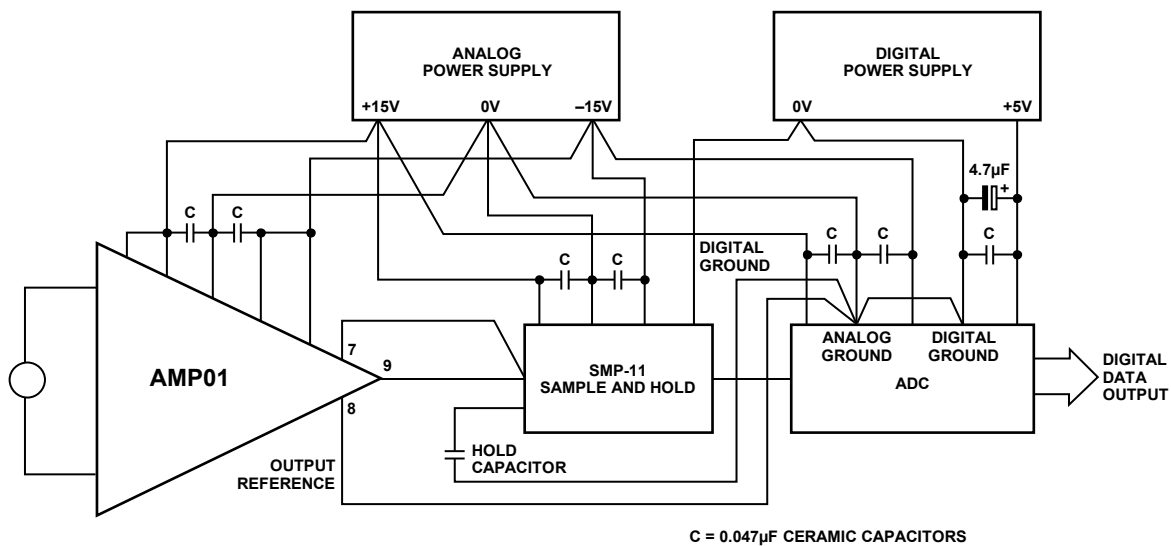 ANALOG
POWER SUPPLY
+15V
0V
–15V
DIGITAL
POWER SUPPLY
0V
+5V
4.7µF
+
C
C
C
C
DIGITAL
GROUND
C
C
C
AMP01
7
9
8
OUTPUT
REFERENCE
SMP-11
SAMPLE AND HOLD
HOLD
CAPACITOR
ANALOG
GROUND
DIGITAL
GROUND
ADC
DIGITAL
DATA
OUTPUT
C = 0.047µF CERAMIC CAPACITORS